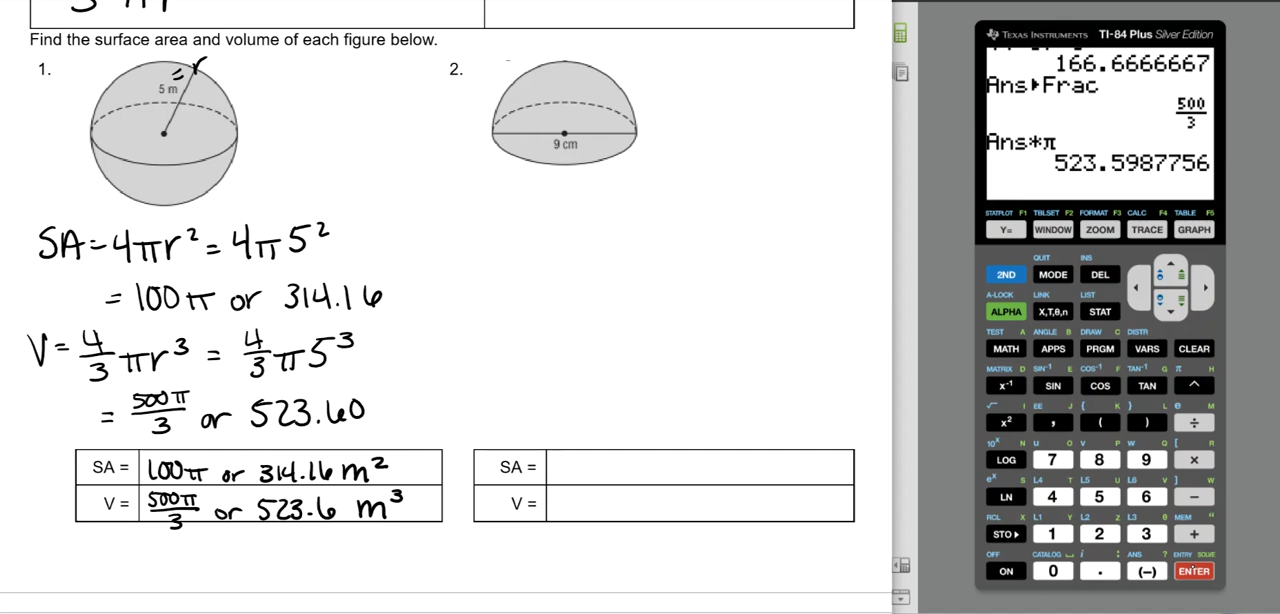 Find the surface area and volume of each figure below.
1.
= r
5 m
2.
9 cm
SA = 4πr² = 4π5²
= 100π or 314.16
V = 4/3 πr³ = 4/3 π5³
= 500π/3 or 523.60
SA = 100π or 314.16 m²
V = 500π/3 or 523.6 m³
SA =
V =
TEXAS INSTRUMENTS TI-84 Plus Silver Edition
166.6666667
Ans▸Frac
500/3
Ans*π
523.5987756
STATPLOT F1 TBLSET F2 FORMAT F3 CALC F4 TABLE F5
Y= WINDOW ZOOM TRACE GRAPH
QUIT INS
2ND MODE DEL
A-LOCK LINK LIST
ALPHA X,T,θ,n STAT
TEST A ANGLE B DRAW C DISTR
MATH APPS PRGM VARS CLEAR
MATRIX D SIN⁻¹ E COS⁻¹ F TAN⁻¹ G π H
x⁻¹ SIN COS TAN ^
√ I EE J { K } L e M
x² , ( ) ÷
10ˣ N u O v P w Q [ R
LOG 7 8 9 ×
eˣ S L4 T L5 U L6 V ] W
LN 4 5 6 −
RCL X L1 Y L2 Z L3 θ MEM "
STO▸ 1 2 3 +
OFF CATALOG ⎵ i : ANS ? ENTRY SOLVE
ON 0 . (−) ENTER